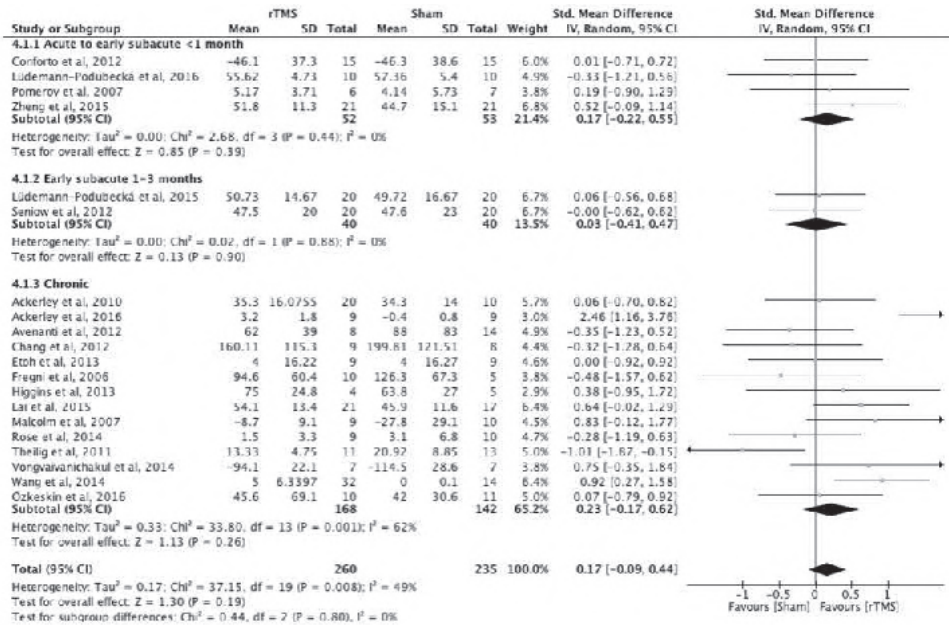 rTMS Sham Std. Mean Difference Std. Mean Difference
Study or Subgroup Mean SD Total Mean SD Total Weight IV, Random, 95% CI IV, Random, 95% CI
4.1.1 Acute to early subacute <1 month
Conforto et al, 2012 -46.1 37.3 15 -46.3 38.6 15 6.0% 0.01 [-0.71, 0.72]
Lüdemann-Podubecká et al, 2016 55.62 4.73 10 57.36 5.4 10 4.9% -0.33 [-1.21, 0.56]
Pomeroy et al. 2007 5.17 3.71 6 4.14 5.73 7 3.8% 0.19 [-0.90, 1.29]
Zheng et al, 2015 51.8 11.3 21 44.7 15.1 21 6.8% 0.52 [-0.09, 1.14]
Subtotal (95% CI) 52 53 21.4% 0.17 [-0.22, 0.55]
Heterogeneity: Tau² = 0.00; Chi² = 2.68, df = 3 (P = 0.44); I² = 0%
Test for overall effect: Z = 0.85 (P = 0.39)
4.1.2 Early subacute 1-3 months
Lüdemann-Podubecká et al, 2015 50.73 14.67 20 49.72 16.67 20 6.7% 0.06 [-0.56, 0.68]
Seniow et al, 2012 47.5 20 20 47.6 23 20 6.7% -0.00 [-0.62, 0.62]
Subtotal (95% CI) 40 40 13.5% 0.03 [-0.41, 0.47]
Heterogeneity: Tau² = 0.00; Chi² = 0.02, df = 1 (P = 0.88); I² = 0%
Test for overall effect: Z = 0.13 (P = 0.90)
4.1.3 Chronic
Ackerley et al, 2010 35.3 16.0755 20 34.3 14 10 5.7% 0.06 [-0.70, 0.82]
Ackerley et al, 2016 3.2 1.8 9 -0.4 0.8 9 2.9% 2.46 [1.16, 3.76]
Avenanti et al, 2012 62 39 8 88 83 14 4.9% -0.35 [-1.23, 0.52]
Chang et al, 2012 160.11 115.3 9 199.81 121.51 8 4.5% -0.32 [-1.28, 0.64]
Etoh et al, 2013 4 16.22 9 4 16.27 9 4.6% 0.00 [-0.92, 0.92]
Fregni et al, 2006 94.6 60.4 10 126.3 67.3 5 3.8% -0.48 [-1.57, 0.62]
Higgins et al, 2013 75 24.8 4 63.8 27 5 3.0% 0.38 [-0.95, 1.72]
Lai et al, 2015 54.1 13.4 21 45.9 11.6 17 6.4% 0.64 [-0.02, 1.29]
Malcolm et al, 2007 -8.7 9.1 9 -27.8 29.1 10 4.5% 0.83 [-0.12, 1.77]
Rose et al, 2014 1.5 3.3 9 3.1 6.8 10 4.7% -0.28 [-1.19, 0.63]
Theilig et al, 2011 13.33 4.75 11 20.92 8.85 13 5.0% -1.01 [-1.87, -0.15]
Vongvaivanichakul et al, 2014 -94.1 22.1 7 -114.5 28.6 7 3.7% 0.75 [-0.35, 1.84]
Wang et al, 2014 5 6.3397 32 0 0.1 14 6.4% 0.92 [0.27, 1.58]
Özkeskin et al, 2016 45.6 69.1 10 42 30.6 11 5.0% 0.07 [-0.79, 0.92]
Subtotal (95% CI) 168 142 65.2% 0.23 [-0.17, 0.62]
Heterogeneity: Tau² = 0.33; Chi² = 33.80, df = 13 (P = 0.001); I² = 62%
Test for overall effect: Z = 1.13 (P = 0.26)
Total (95% CI) 260 235 100.0% 0.17 [-0.09, 0.44]
Heterogeneity: Tau² = 0.17; Chi² = 37.15, df = 19 (P = 0.008); I² = 49%
Test for overall effect: Z = 1.30 (P = 0.19)
Test for subgroup differences: Chi² = 0.44, df = 2 (P = 0.80), I² = 0%
-1 -0.5 0 0.5 1
Favours [Sham] Favours [rTMS]